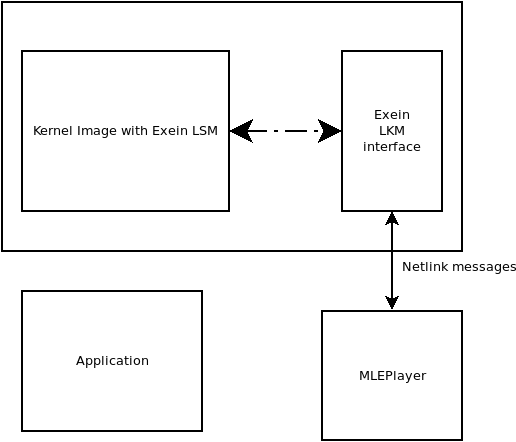 Kernel Image with Exein LSM
Exein
LKM
interface
Netlink messages
Application
MLEPlayer